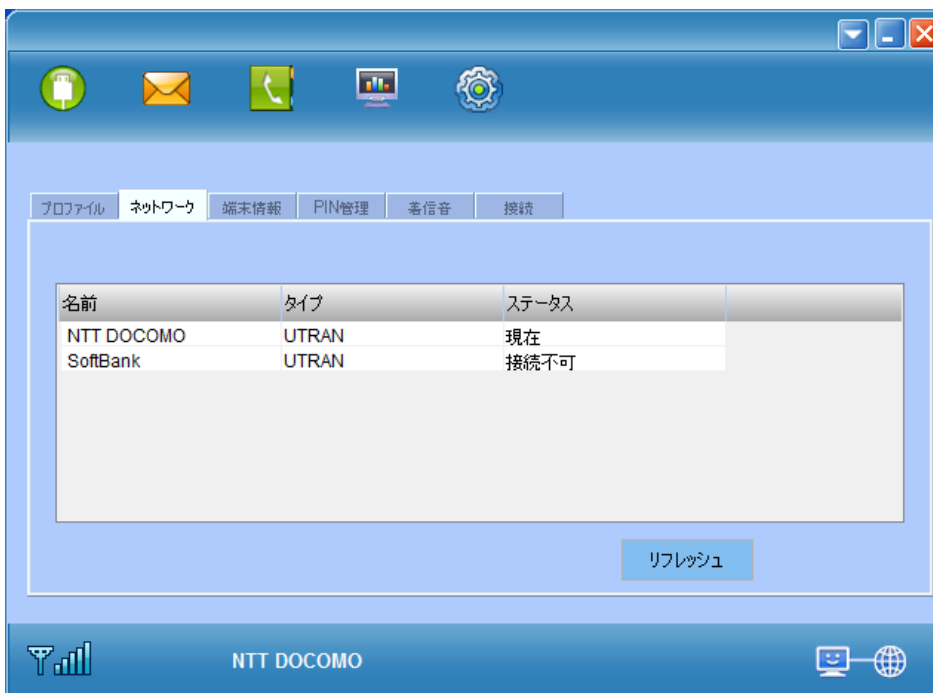 プロファイル ネットワーク 端末情報 PIN管理 着信音 接続
名前 タイプ ステータス
NTT DOCOMO UTRAN 現在
SoftBank UTRAN 接続不可
リフレッシュ
NTT DOCOMO